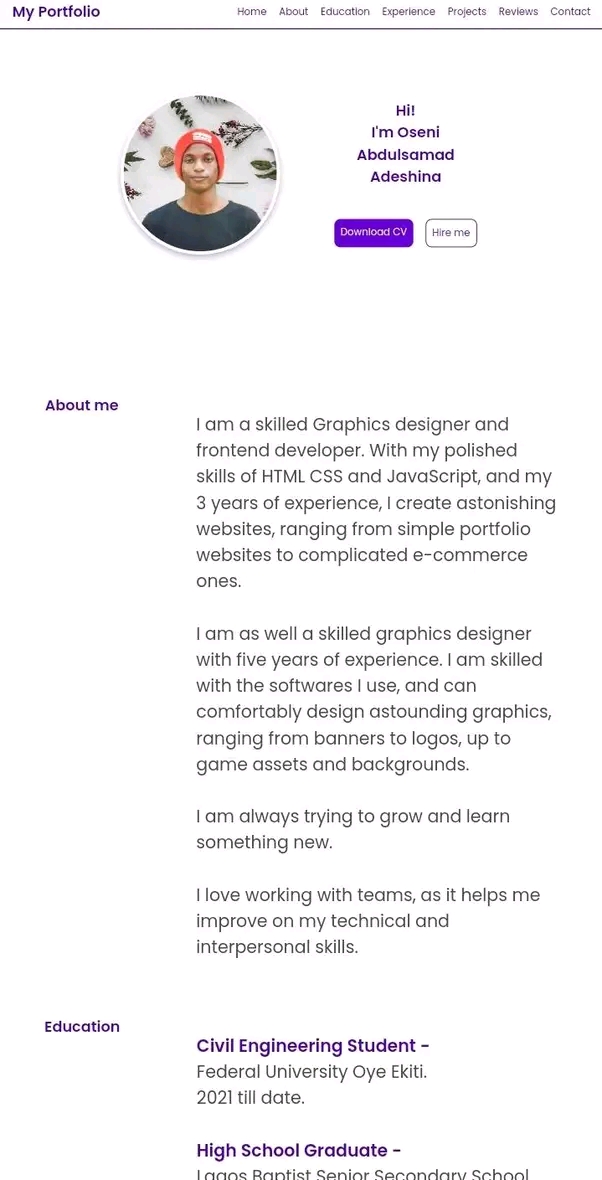 My Portfolio
Home About Education Experience Projects Reviews Contact
Hi!
I'm Oseni
Abdulsamad
Adeshina
Download CV Hire me
About me
I am a skilled Graphics designer and
frontend developer. With my polished
skills of HTML CSS and JavaScript, and my
3 years of experience, I create astonishing
websites, ranging from simple portfolio
websites to complicated e-commerce
ones.
I am as well a skilled graphics designer
with five years of experience. I am skilled
with the softwares I use, and can
comfortably design astounding graphics,
ranging from banners to logos, up to
game assets and backgrounds.
I am always trying to grow and learn
something new.
I love working with teams, as it helps me
improve on my technical and
interpersonal skills.
Education
Civil Engineering Student -
Federal University Oye Ekiti.
2021 till date.
High School Graduate -
Lagos Baptist Senior Secondary School